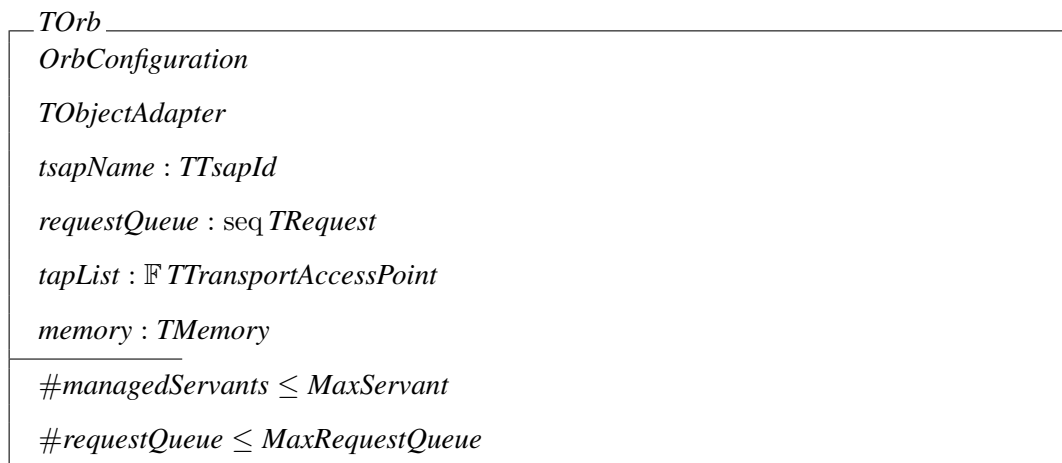 TOrb
OrbConfiguration
TObjectAdapter
tsapName : TTsapId
requestQueue : seq TRequest
tapList : 𝔽 TTransportAccessPoint
memory : TMemory
#managedServants ≤ MaxServant
#requestQueue ≤ MaxRequestQueue